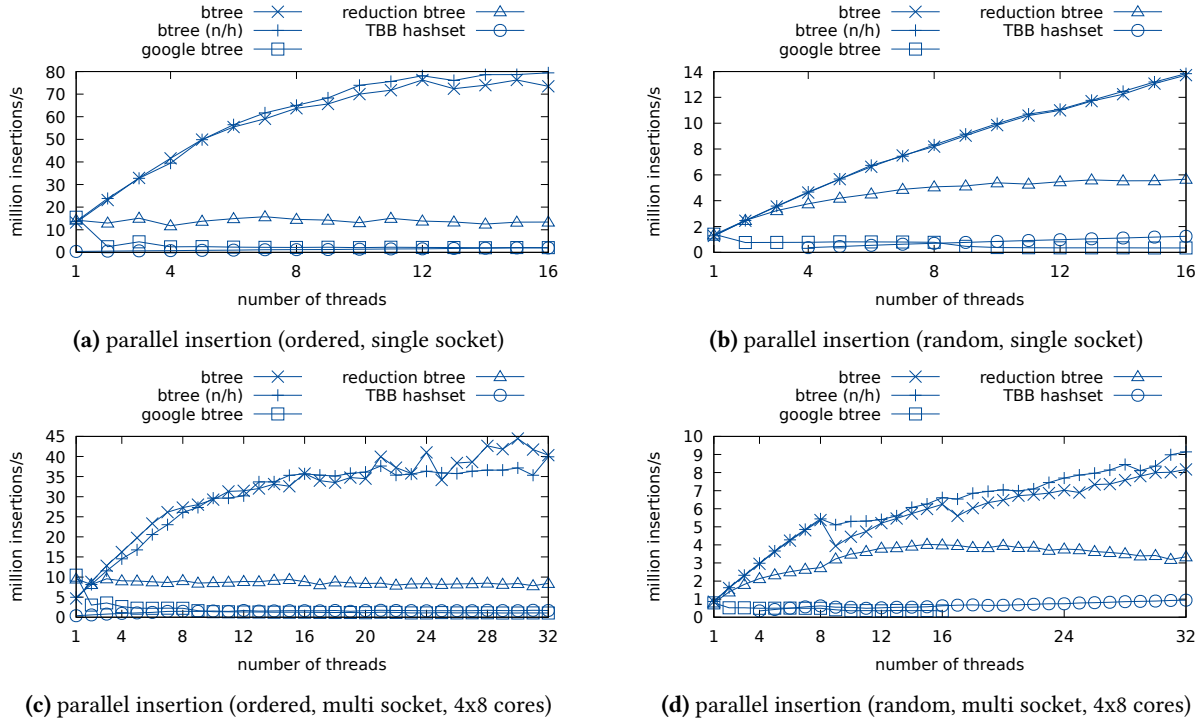 btree
btree (n/h)
google btree
reduction btree
TBB hashset
million insertions/s
80
70
60
50
40
30
20
10
0
1 4 8 12 16
number of threads
(a) parallel insertion (ordered, single socket)
btree
btree (n/h)
google btree
reduction btree
TBB hashset
million insertions/s
14
12
10
8
6
4
2
0
1 4 8 12 16
number of threads
(b) parallel insertion (random, single socket)
btree
btree (n/h)
google btree
reduction btree
TBB hashset
million insertions/s
45
40
35
30
25
20
15
10
5
0
1 4 8 12 16 20 24 28 32
number of threads
(c) parallel insertion (ordered, multi socket, 4x8 cores)
btree
btree (n/h)
google btree
reduction btree
TBB hashset
million insertions/s
10
9
8
7
6
5
4
3
2
1
0
1 4 8 12 16 24 32
number of threads
(d) parallel insertion (random, multi socket, 4x8 cores)